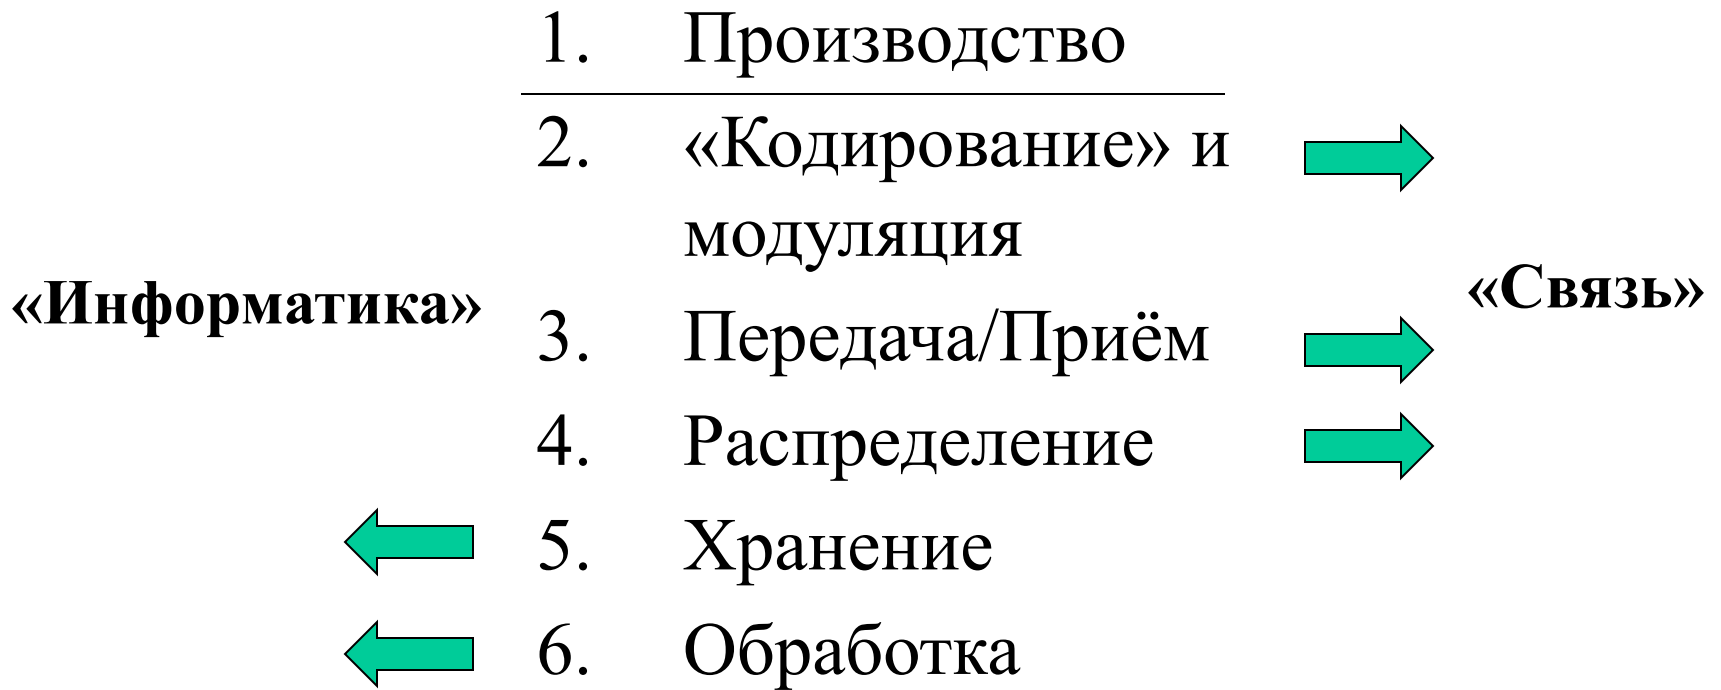 1. Производство
2. «Кодирование» и
модуляция
«Информатика»
«Связь»
3. Передача/Приём
4. Распределение
5. Хранение
6. Обработка